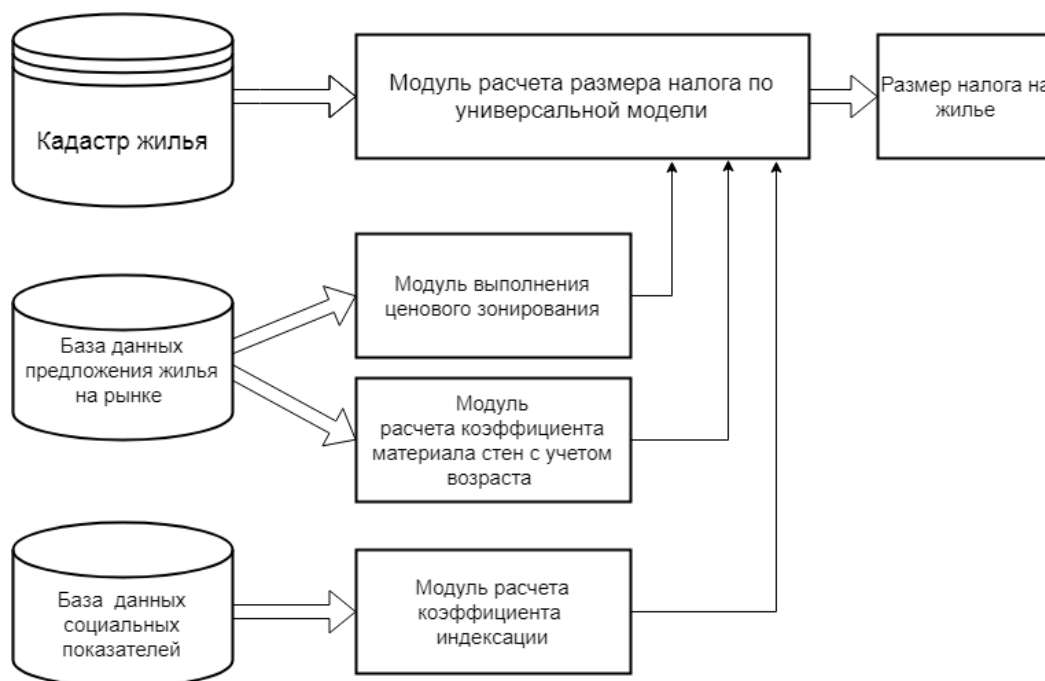 Кадастр жилья
Модуль расчета размера налога по
универсальной модели
Размер налога на
жилье
База данных
предложения жилья
на рынке
Модуль выполнения
ценового зонирования
Модуль
расчета коэффициента
материала стен с учетом
возраста
База  данных
социальных
показателей
Модуль расчета
коэффициента
индексации